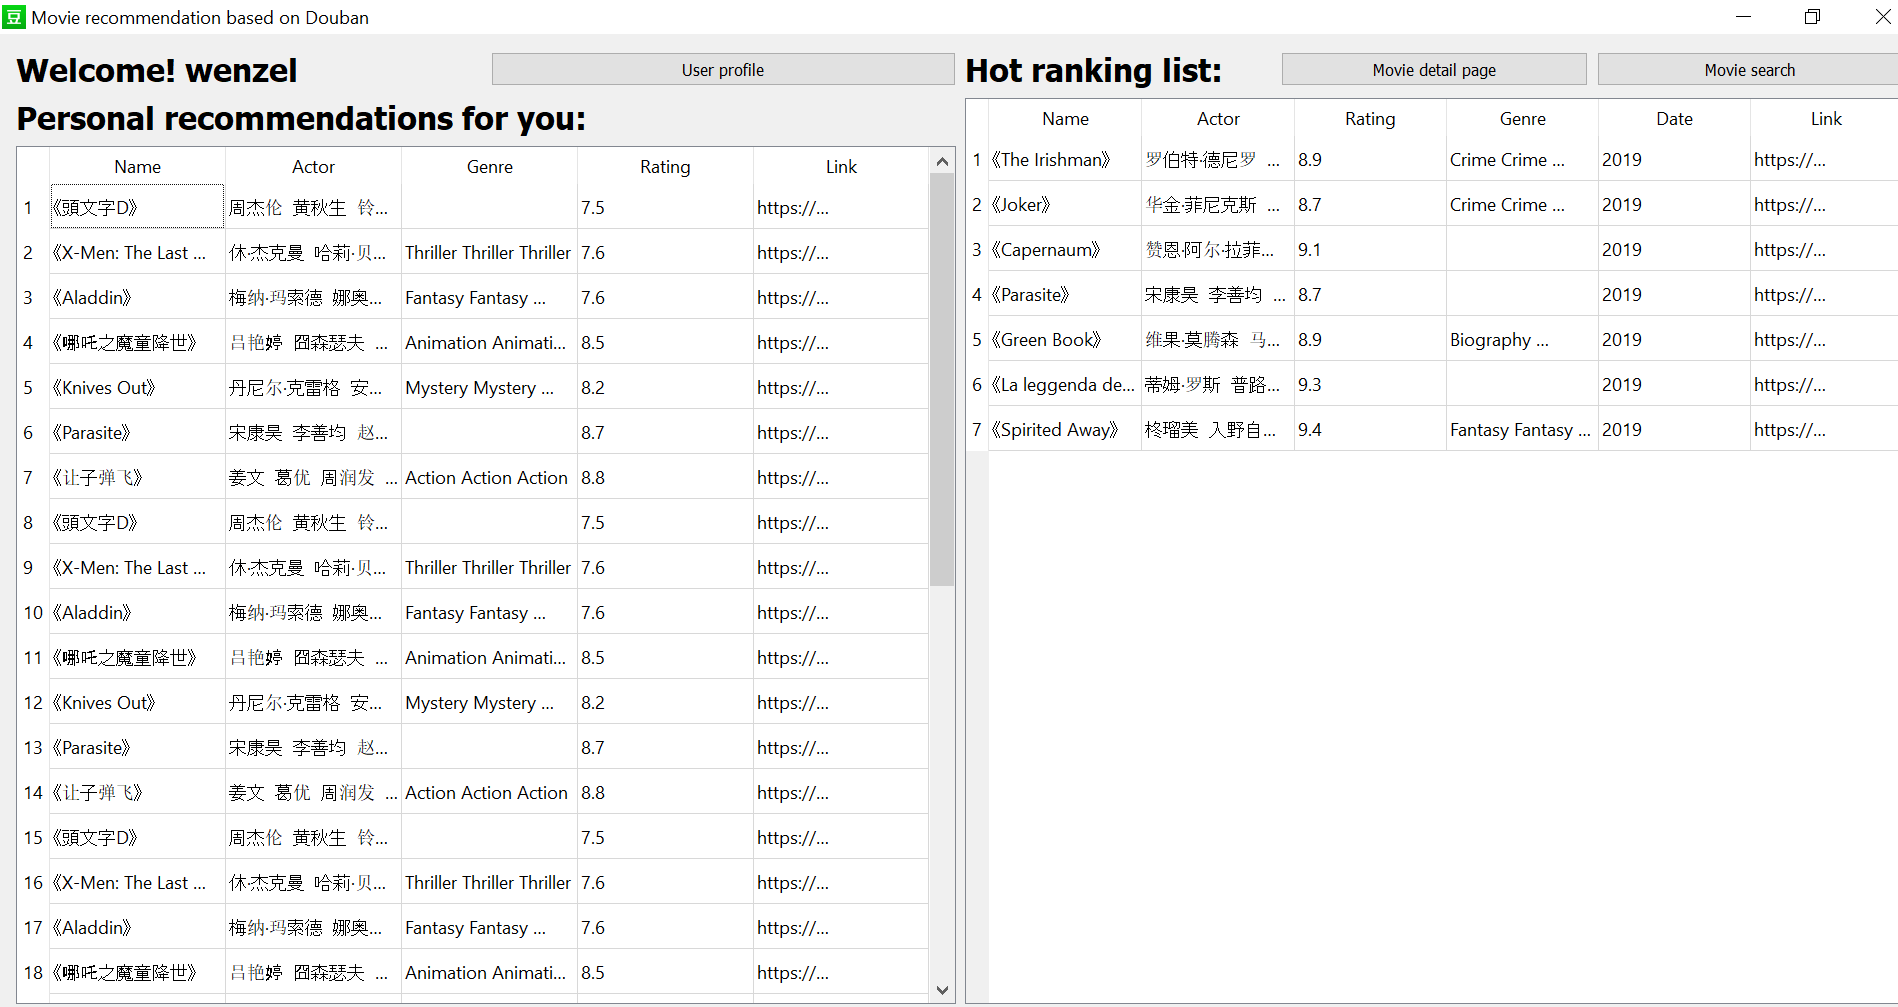 豆 Movie recommendation based on Douban
Welcome! wenzel
User profile
Personal recommendations for you:
Name Actor Genre Rating Link
1 《頭文字D》 周杰伦 黄秋生 铃... 7.5 https://...
2 《X-Men: The Last ... 休·杰克曼 哈莉·贝... Thriller Thriller Thriller 7.6 https://...
3 《Aladdin》 梅纳·玛索德 娜奥... Fantasy Fantasy ... 7.6 https://...
4 《哪吒之魔童降世》 吕艳婷 囧森瑟夫 ... Animation Animati... 8.5 https://...
5 《Knives Out》 丹尼尔·克雷格 安... Mystery Mystery ... 8.2 https://...
6 《Parasite》 宋康昊 李善均 赵... 8.7 https://...
7 《让子弹飞》 姜文 葛优 周润发 ... Action Action Action 8.8 https://...
8 《頭文字D》 周杰伦 黄秋生 铃... 7.5 https://...
9 《X-Men: The Last ... 休·杰克曼 哈莉·贝... Thriller Thriller Thriller 7.6 https://...
10 《Aladdin》 梅纳·玛索德 娜奥... Fantasy Fantasy ... 7.6 https://...
11 《哪吒之魔童降世》 吕艳婷 囧森瑟夫 ... Animation Animati... 8.5 https://...
12 《Knives Out》 丹尼尔·克雷格 安... Mystery Mystery ... 8.2 https://...
13 《Parasite》 宋康昊 李善均 赵... 8.7 https://...
14 《让子弹飞》 姜文 葛优 周润发 ... Action Action Action 8.8 https://...
15 《頭文字D》 周杰伦 黄秋生 铃... 7.5 https://...
16 《X-Men: The Last ... 休·杰克曼 哈莉·贝... Thriller Thriller Thriller 7.6 https://...
17 《Aladdin》 梅纳·玛索德 娜奥... Fantasy Fantasy ... 7.6 https://...
18 《哪吒之魔童降世》 吕艳婷 囧森瑟夫 ... Animation Animati... 8.5 https://...
Hot ranking list:
Movie detail page
Movie search
Name Actor Rating Genre Date Link
1 《The Irishman》 罗伯特·德尼罗 ... 8.9 Crime Crime ... 2019 https://...
2 《Joker》 华金·菲尼克斯 ... 8.7 Crime Crime ... 2019 https://...
3 《Capernaum》 赞恩·阿尔·拉菲... 9.1 2019 https://...
4 《Parasite》 宋康昊 李善均 ... 8.7 2019 https://...
5 《Green Book》 维果·莫腾森 马... 8.9 Biography ... 2019 https://...
6 《La leggenda de... 蒂姆·罗斯 普路... 9.3 2019 https://...
7 《Spirited Away》 柊瑠美 入野自... 9.4 Fantasy Fantasy ... 2019 https://...